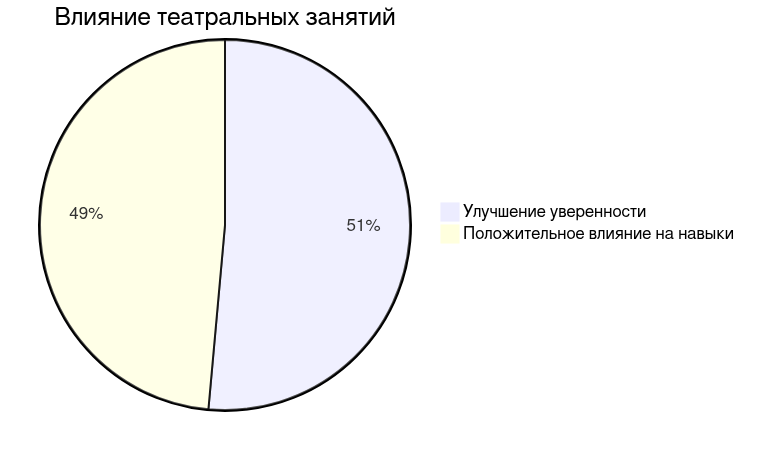 Влияние театральных занятий
49%
51%
Улучшение уверенности
Положительное влияние на навыки